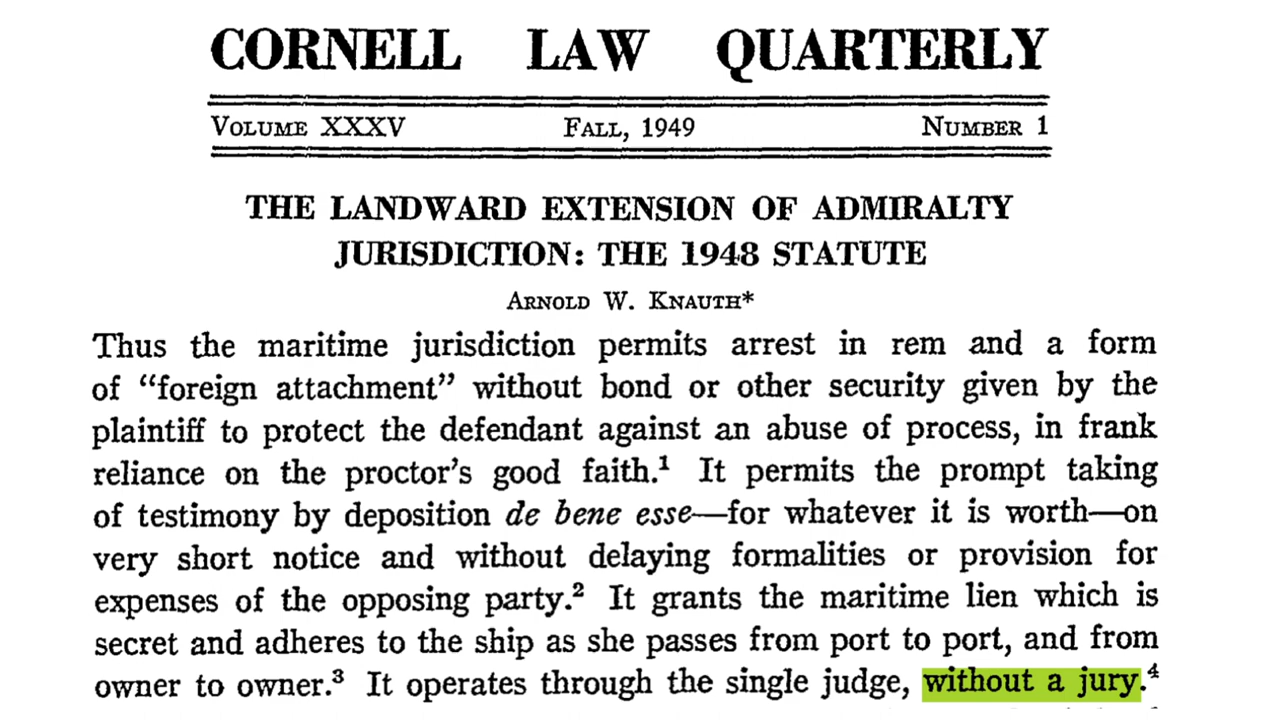 CORNELL LAW QUARTERLY
VOLUME XXXV FALL, 1949 NUMBER 1
THE LANDWARD EXTENSION OF ADMIRALTY
JURISDICTION: THE 1948 STATUTE
ARNOLD W. KNAUTH*
Thus the maritime jurisdiction permits arrest in rem and a form
of “foreign attachment” without bond or other security given by the
plaintiff to protect the defendant against an abuse of process, in frank
reliance on the proctor’s good faith.¹ It permits the prompt taking
of testimony by deposition de bene esse—for whatever it is worth—on
very short notice and without delaying formalities or provision for
expenses of the opposing party.² It grants the maritime lien which is
secret and adheres to the ship as she passes from port to port, and from
owner to owner.³ It operates through the single judge, without a jury.⁴